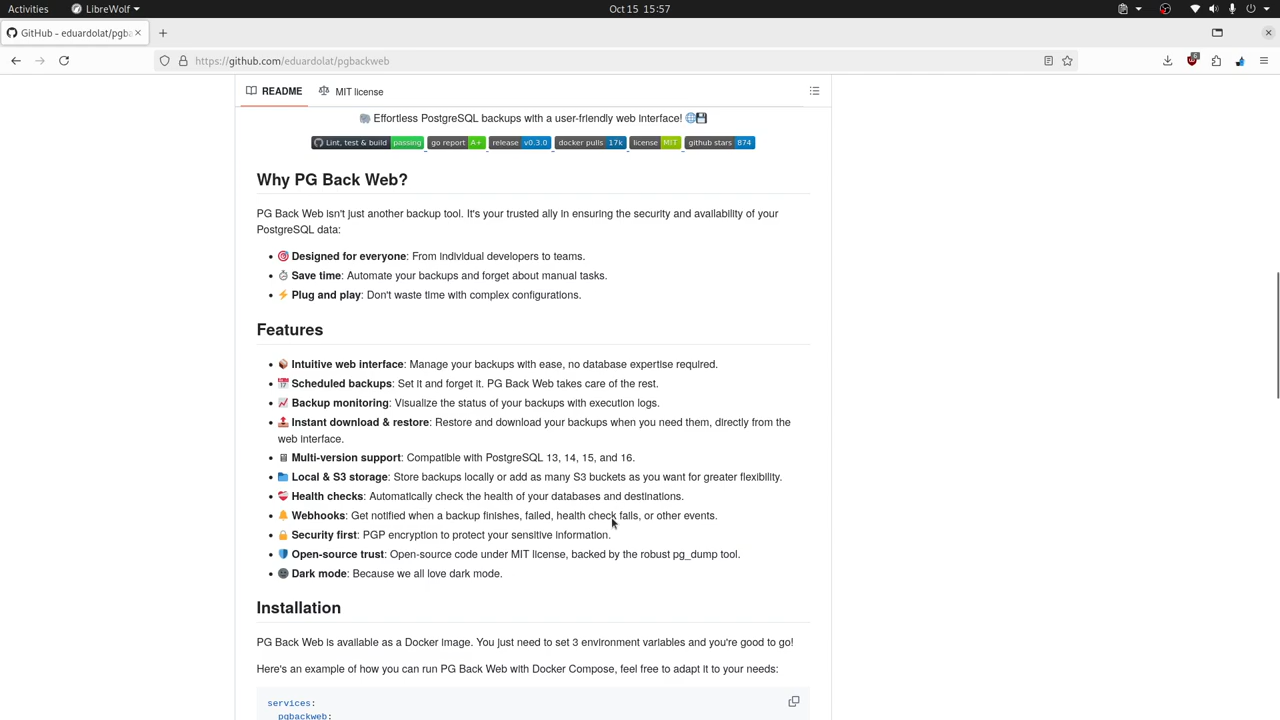 Activities LibreWolf Oct 15 15:57
GitHub - eduardolat/pgba
https://github.com/eduardolat/pgbackweb 6
README MIT license
Effortless PostgreSQL backups with a user-friendly web interface!
Lint, test & build passing go report A+ release v0.3.0 docker pulls 17k license MIT github stars 874
Why PG Back Web?
PG Back Web isn't just another backup tool. It's your trusted ally in ensuring the security and availability of your
PostgreSQL data:
• Designed for everyone: From individual developers to teams.
• Save time: Automate your backups and forget about manual tasks.
• Plug and play: Don't waste time with complex configurations.
Features
• Intuitive web interface: Manage your backups with ease, no database expertise required.
• Scheduled backups: Set it and forget it. PG Back Web takes care of the rest.
• Backup monitoring: Visualize the status of your backups with execution logs.
• Instant download & restore: Restore and download your backups when you need them, directly from the
web interface.
• Multi-version support: Compatible with PostgreSQL 13, 14, 15, and 16.
• Local & S3 storage: Store backups locally or add as many S3 buckets as you want for greater flexibility.
• Health checks: Automatically check the health of your databases and destinations.
• Webhooks: Get notified when a backup finishes, failed, health check fails, or other events.
• Security first: PGP encryption to protect your sensitive information.
• Open-source trust: Open-source code under MIT license, backed by the robust pg_dump tool.
• Dark mode: Because we all love dark mode.
Installation
PG Back Web is available as a Docker image. You just need to set 3 environment variables and you're good to go!
Here's an example of how you can run PG Back Web with Docker Compose, feel free to adapt it to your needs:
services:
pgbackweb: